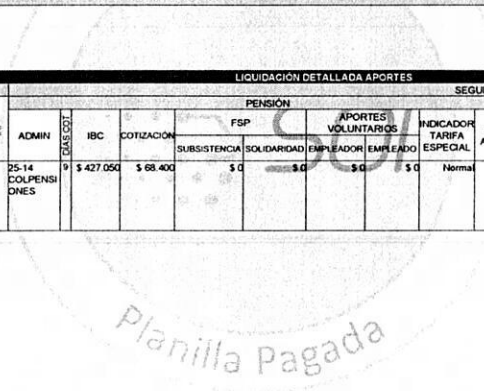 LIQUIDACIÓN DETALLADA APORTES
SEGU
PENSIÓN
ADMIN
DÍAS COT
IBC
COTIZACIÓN
FSP
APORTES VOLUNTARIOS
INDICADOR TARIFA ESPECIAL
A
SUBSISTENCIA SOLIDARIDAD EMPLEADOR EMPLEADO
25-14 COLPENSIONES 9 $ 427.050 $ 68.400 $ 0 $ 0 $ 0 $ 0 Normal
SOI
Planilla Pagada